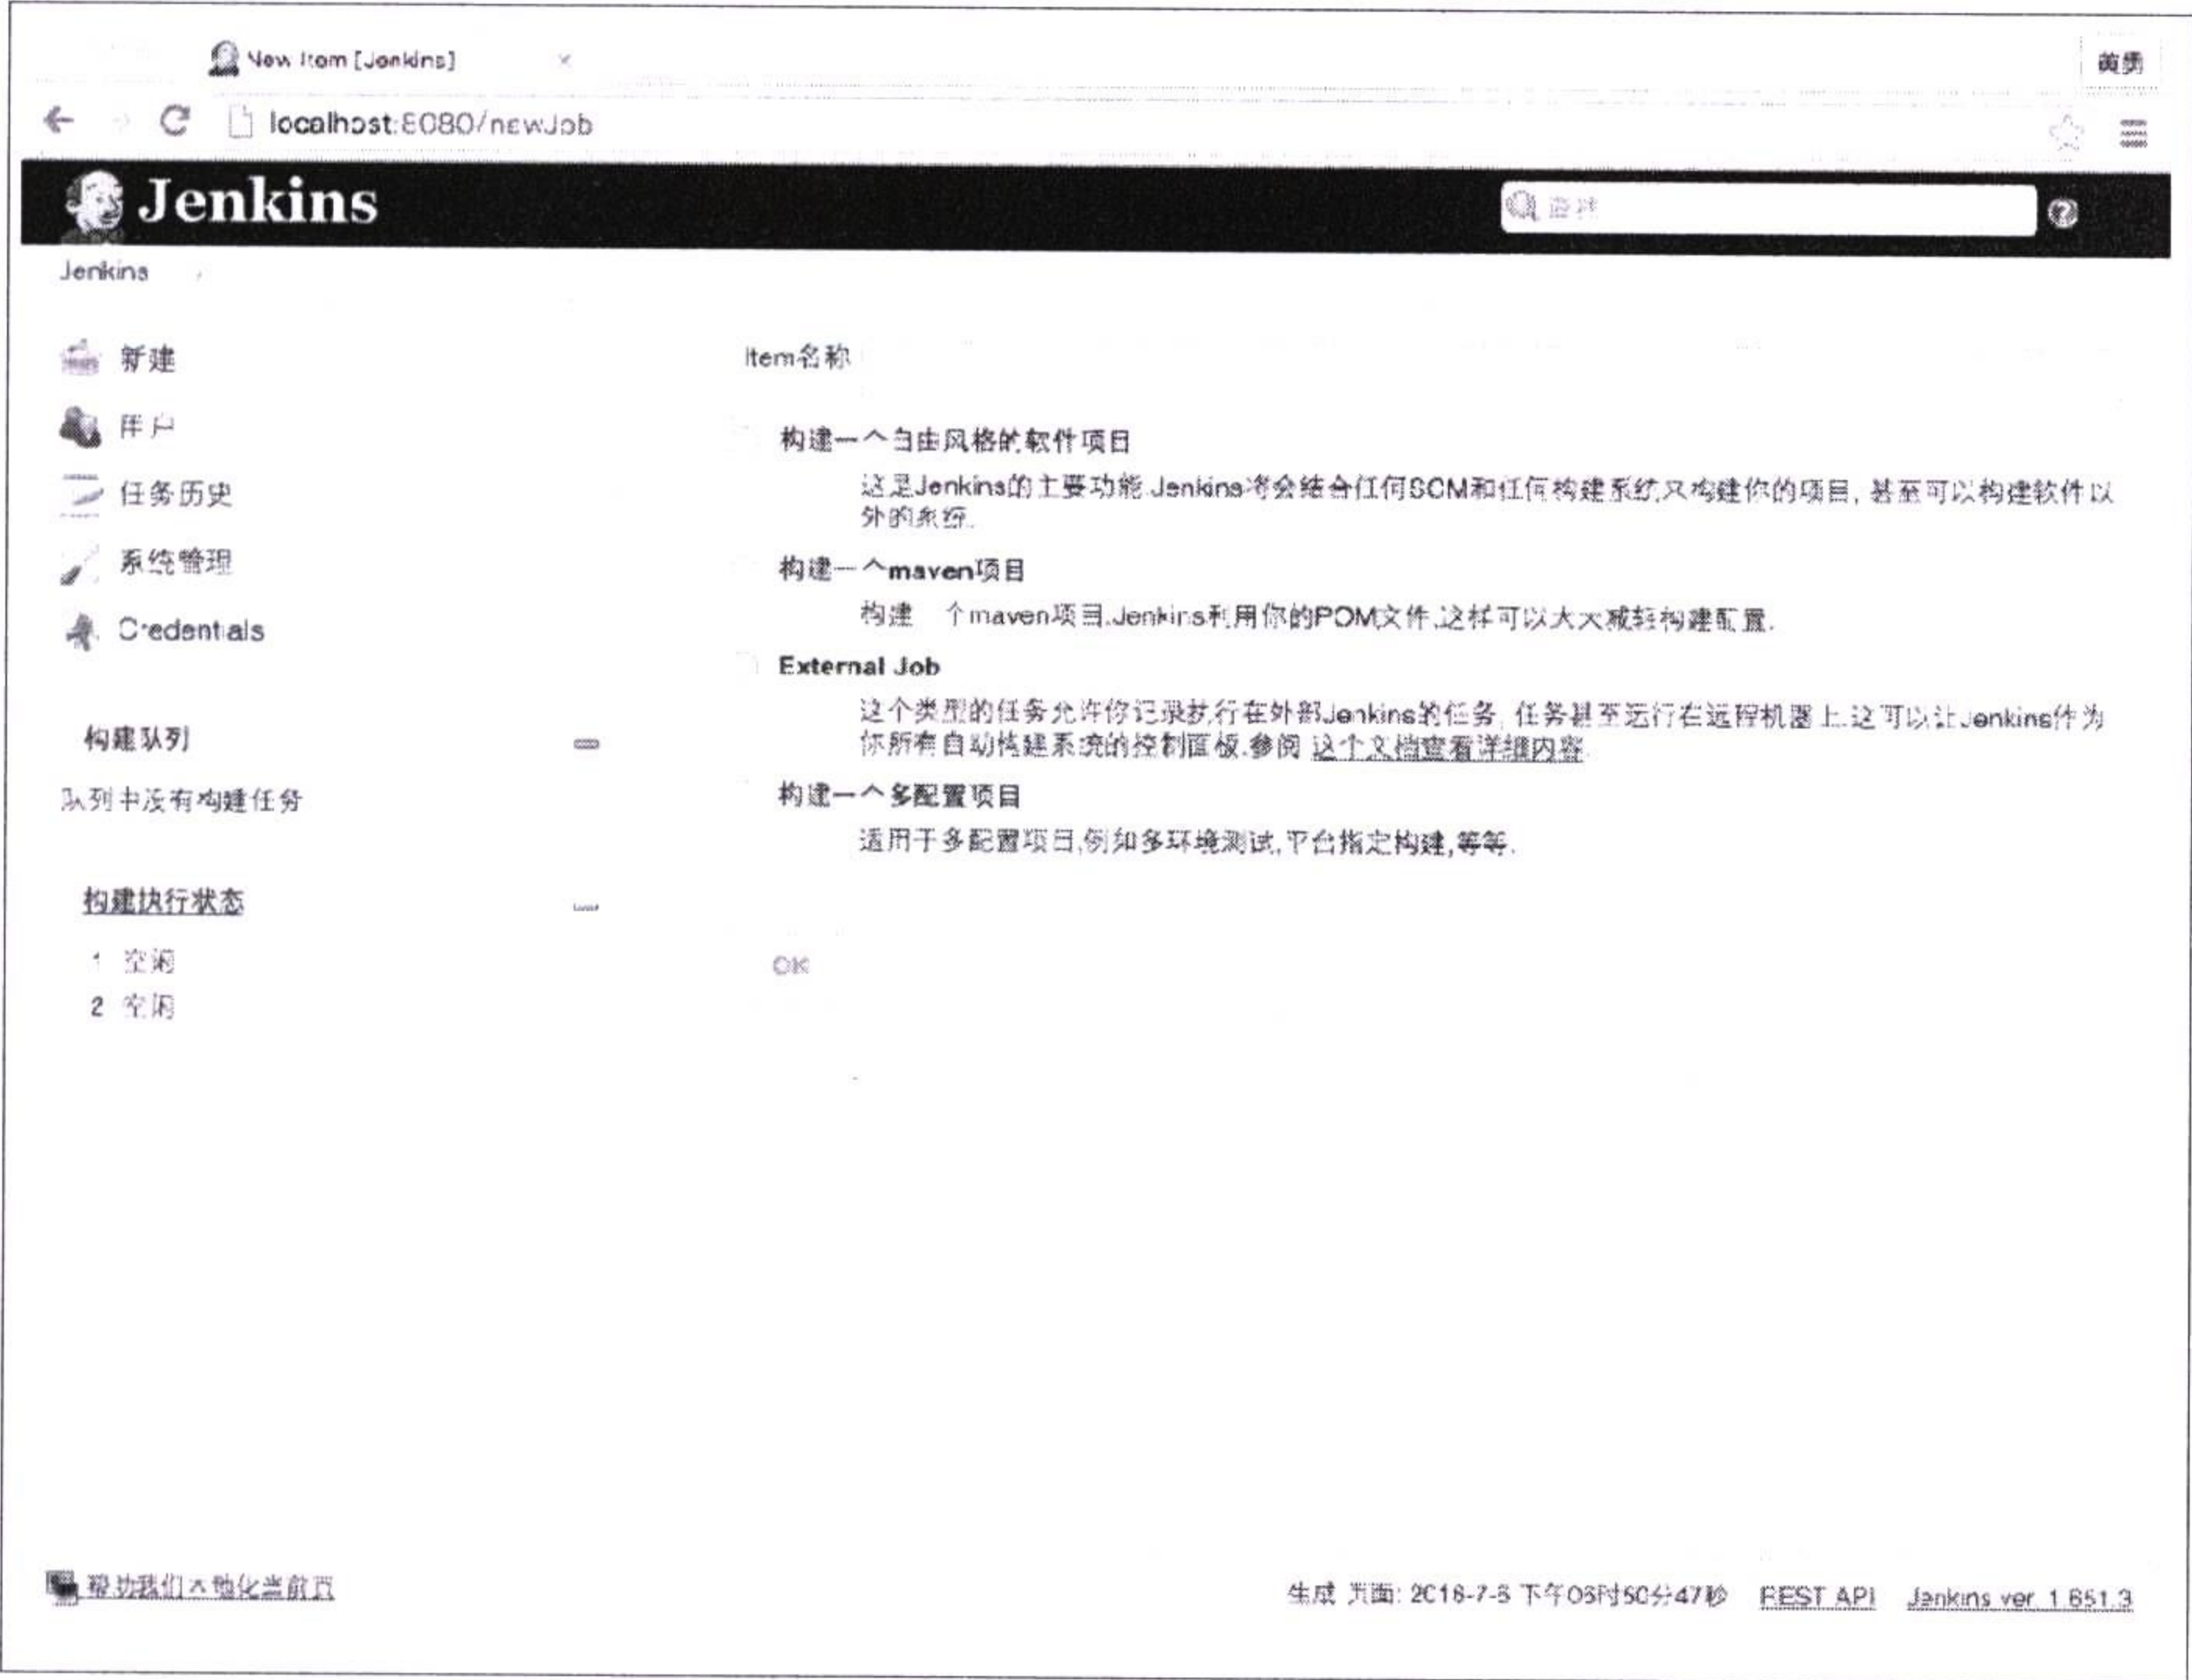 New Item [Jenkins]
黄勇
localhost:8080/newJob
Jenkins
查找
Jenkins
新建
Item名称
用户
构建一个自由风格的软件项目
任务历史
这是Jenkins的主要功能.Jenkins将会结合任何SCM和任何构建系统来构建你的项目, 甚至可以构建软件以
外的系统.
系统管理
构建一个maven项目
构建一个maven项目.Jenkins利用你的POM文件,这样可以大大减轻构建配置.
Credentials
External Job
这个类型的任务允许你记录执行在外部Jenkins的任务, 任务甚至运行在远程机器上.这可以让Jenkins作为
你所有自动构建系统的控制面板.参阅 这个文档查看详细内容.
构建队列
队列中没有构建任务
构建一个多配置项目
适用于多配置项目,例如多环境测试,平台指定构建,等等.
构建执行状态
1 空闲
2 空闲
OK
帮助我们本地化当前页
生成 页面: 下午 REST API Jenkins ver. 1.651.3